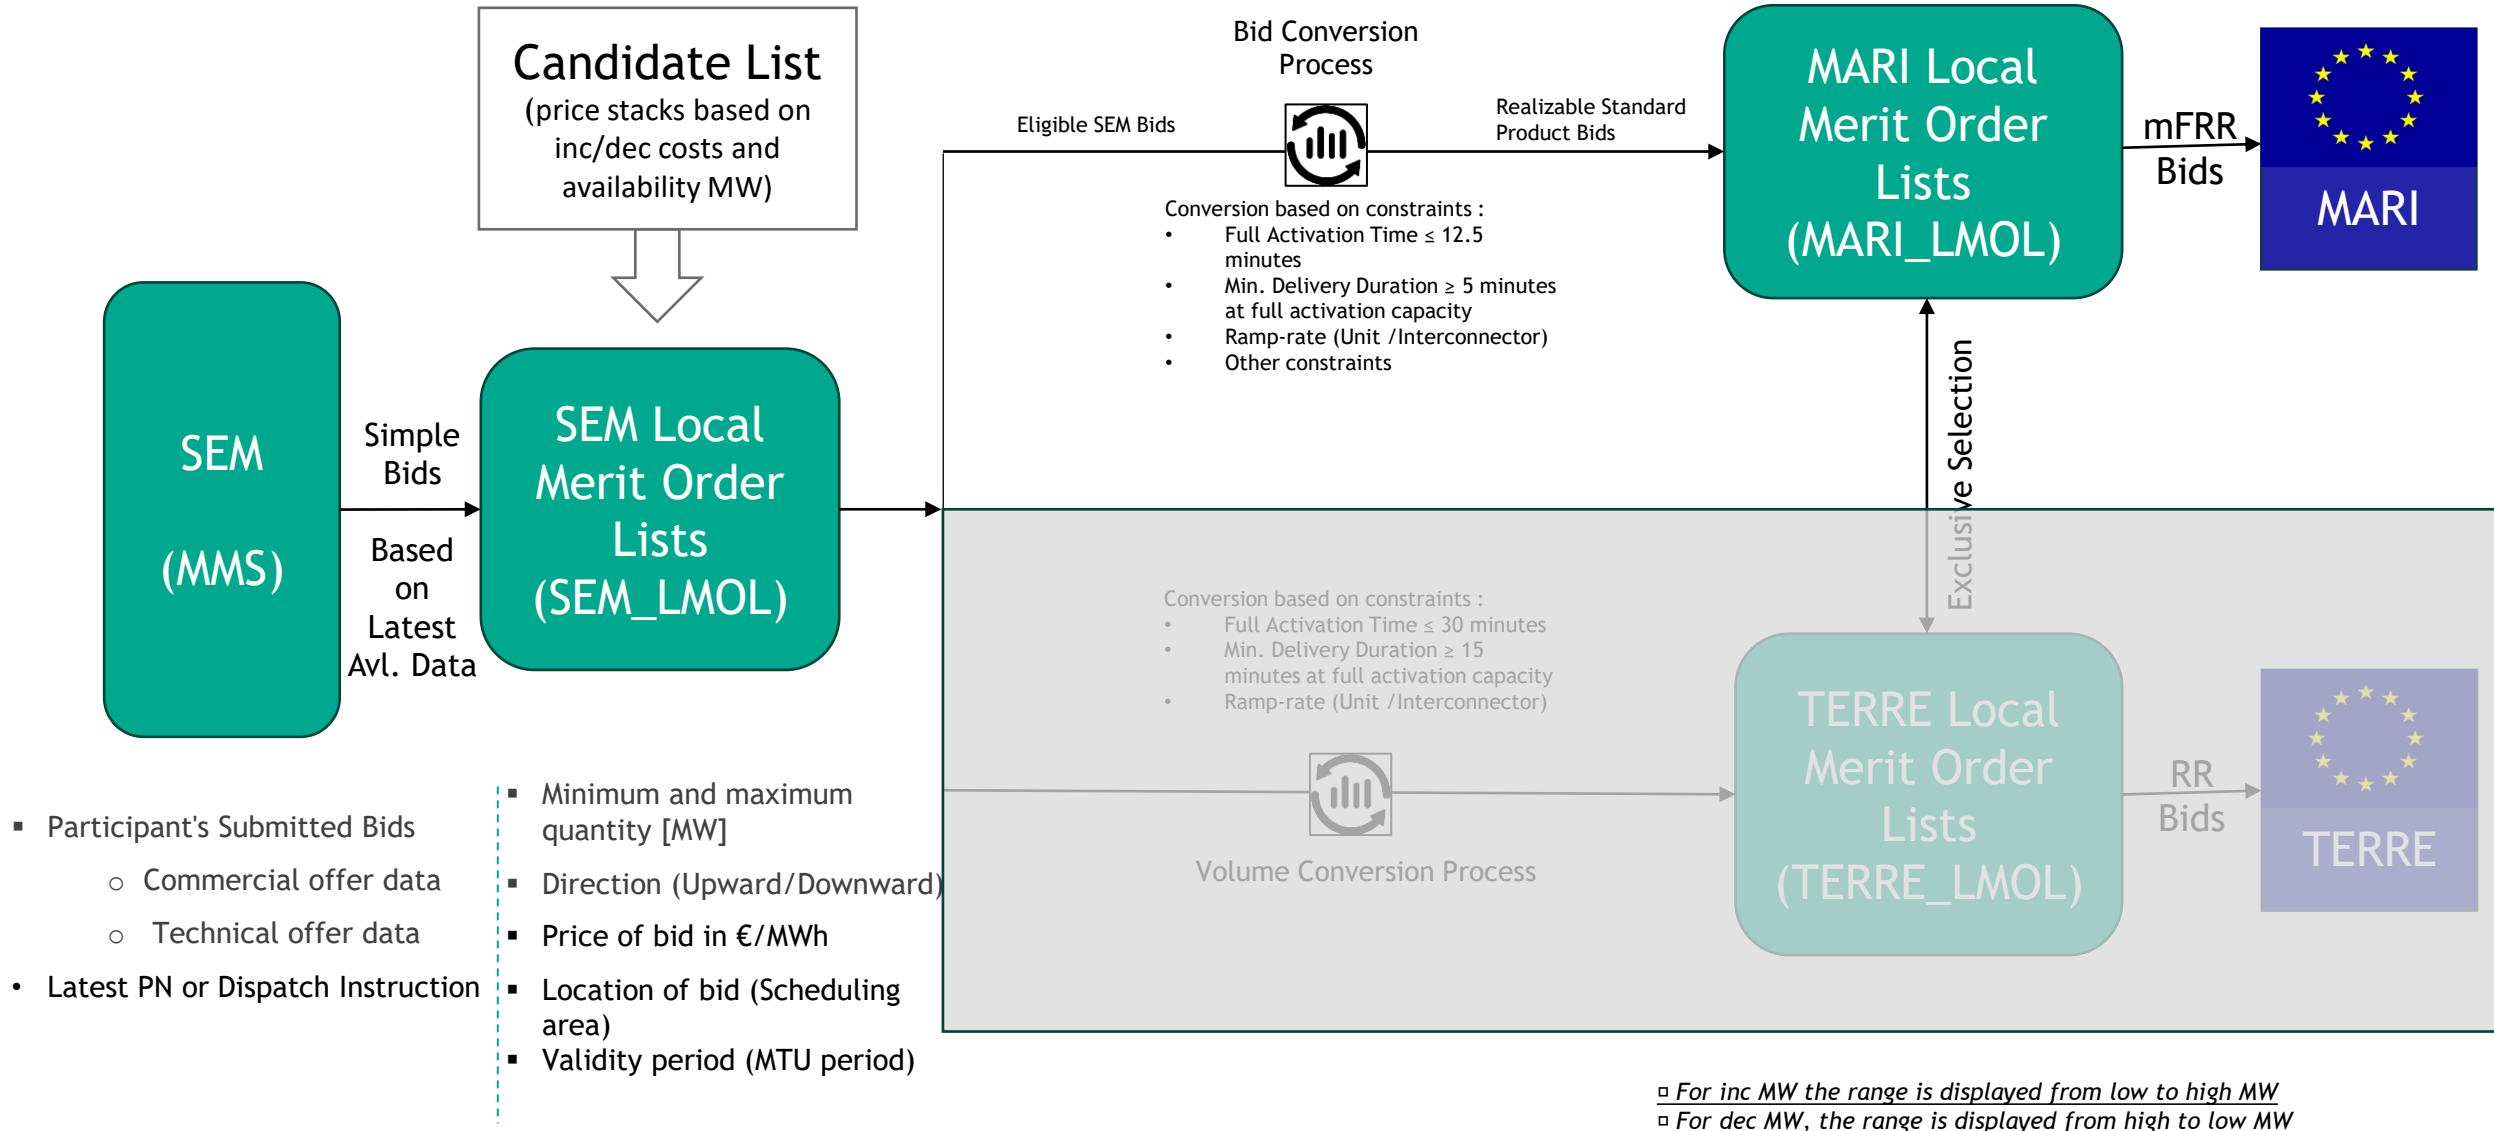 Candidate List
(price stacks based on
inc/dec costs and
availability MW)
Bid Conversion
Process
Eligible SEM Bids
Realizable Standard
Product Bids
MARI Local
Merit Order
Lists
(MARI_LMOL)
mFRR
Bids
MARI
Conversion based on constraints :
• Full Activation Time ≤ 12.5
minutes
• Min. Delivery Duration ≥ 5 minutes
at full activation capacity
• Ramp-rate (Unit /Interconnector)
• Other constraints
SEM
(MMS)
Simple
Bids
Based
on
Latest
Avl. Data
SEM Local
Merit Order
Lists
(SEM_LMOL)
Exclusive Selection
Conversion based on constraints :
• Full Activation Time ≤ 30 minutes
• Min. Delivery Duration ≥ 15
minutes at full activation capacity
• Ramp-rate (Unit /Interconnector)
Volume Conversion Process
TERRE Local
Merit Order
Lists
(TERRE_LMOL)
RR
Bids
TERRE
▪ Participant's Submitted Bids
o Commercial offer data
o Technical offer data
• Latest PN or Dispatch Instruction
▪ Minimum and maximum
quantity [MW]
▪ Direction (Upward/Downward)
▪ Price of bid in €/MWh
▪ Location of bid (Scheduling
area)
▪ Validity period (MTU period)
▫ For inc MW the range is displayed from low to high MW
▫ For dec MW, the range is displayed from high to low MW